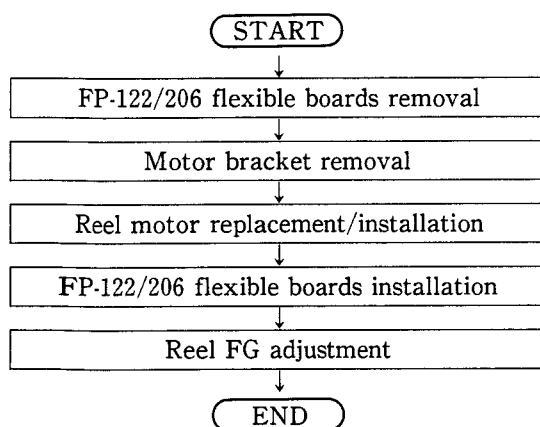 START
FP-122/206 flexible boards removal
Motor bracket removal
Reel motor replacement/installation
FP-122/206 flexible boards installation
Reel FG adjustment
END